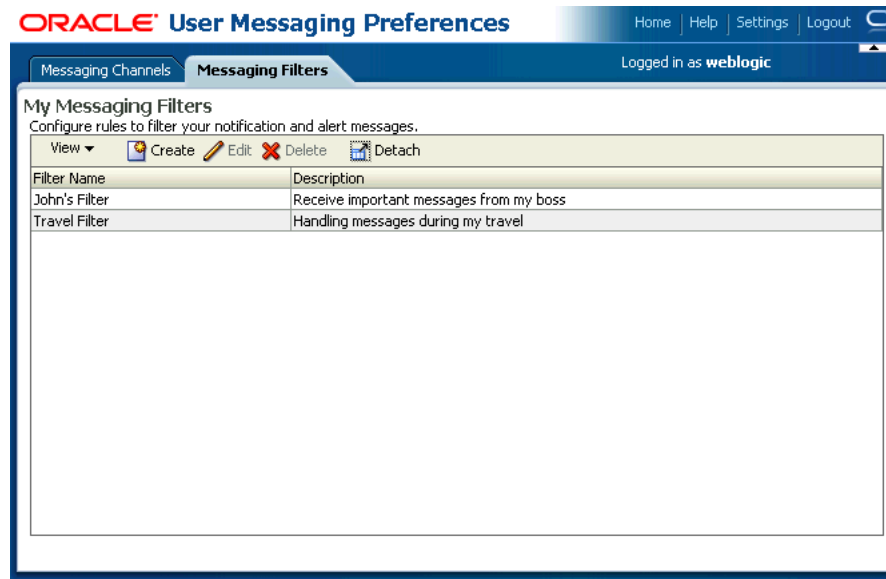 ORACLE User Messaging Preferences
Home Help Settings Logout
Messaging Channels Messaging Filters Logged in as weblogic
My Messaging Filters
Configure rules to filter your notification and alert messages.
View Create Edit Delete Detach
Filter Name Description
John's Filter Receive important messages from my boss
Travel Filter Handling messages during my travel